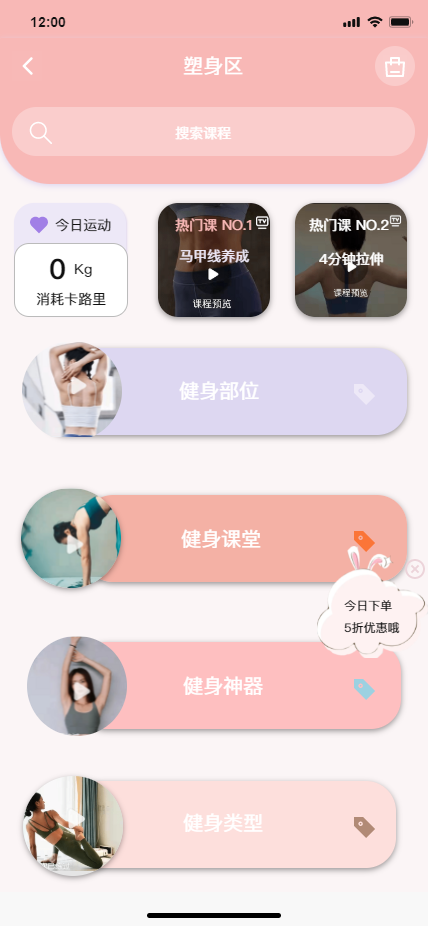 12:00
塑身区
搜索课程
今日运动
0 Kg
消耗卡路里
热门课 NO.1
TV
马甲线养成
课程预览
热门课 NO.2
TV
4分钟拉伸
课程预览
健身部位
健身课堂
今日下单
5折优惠哦
健身神器
健身类型